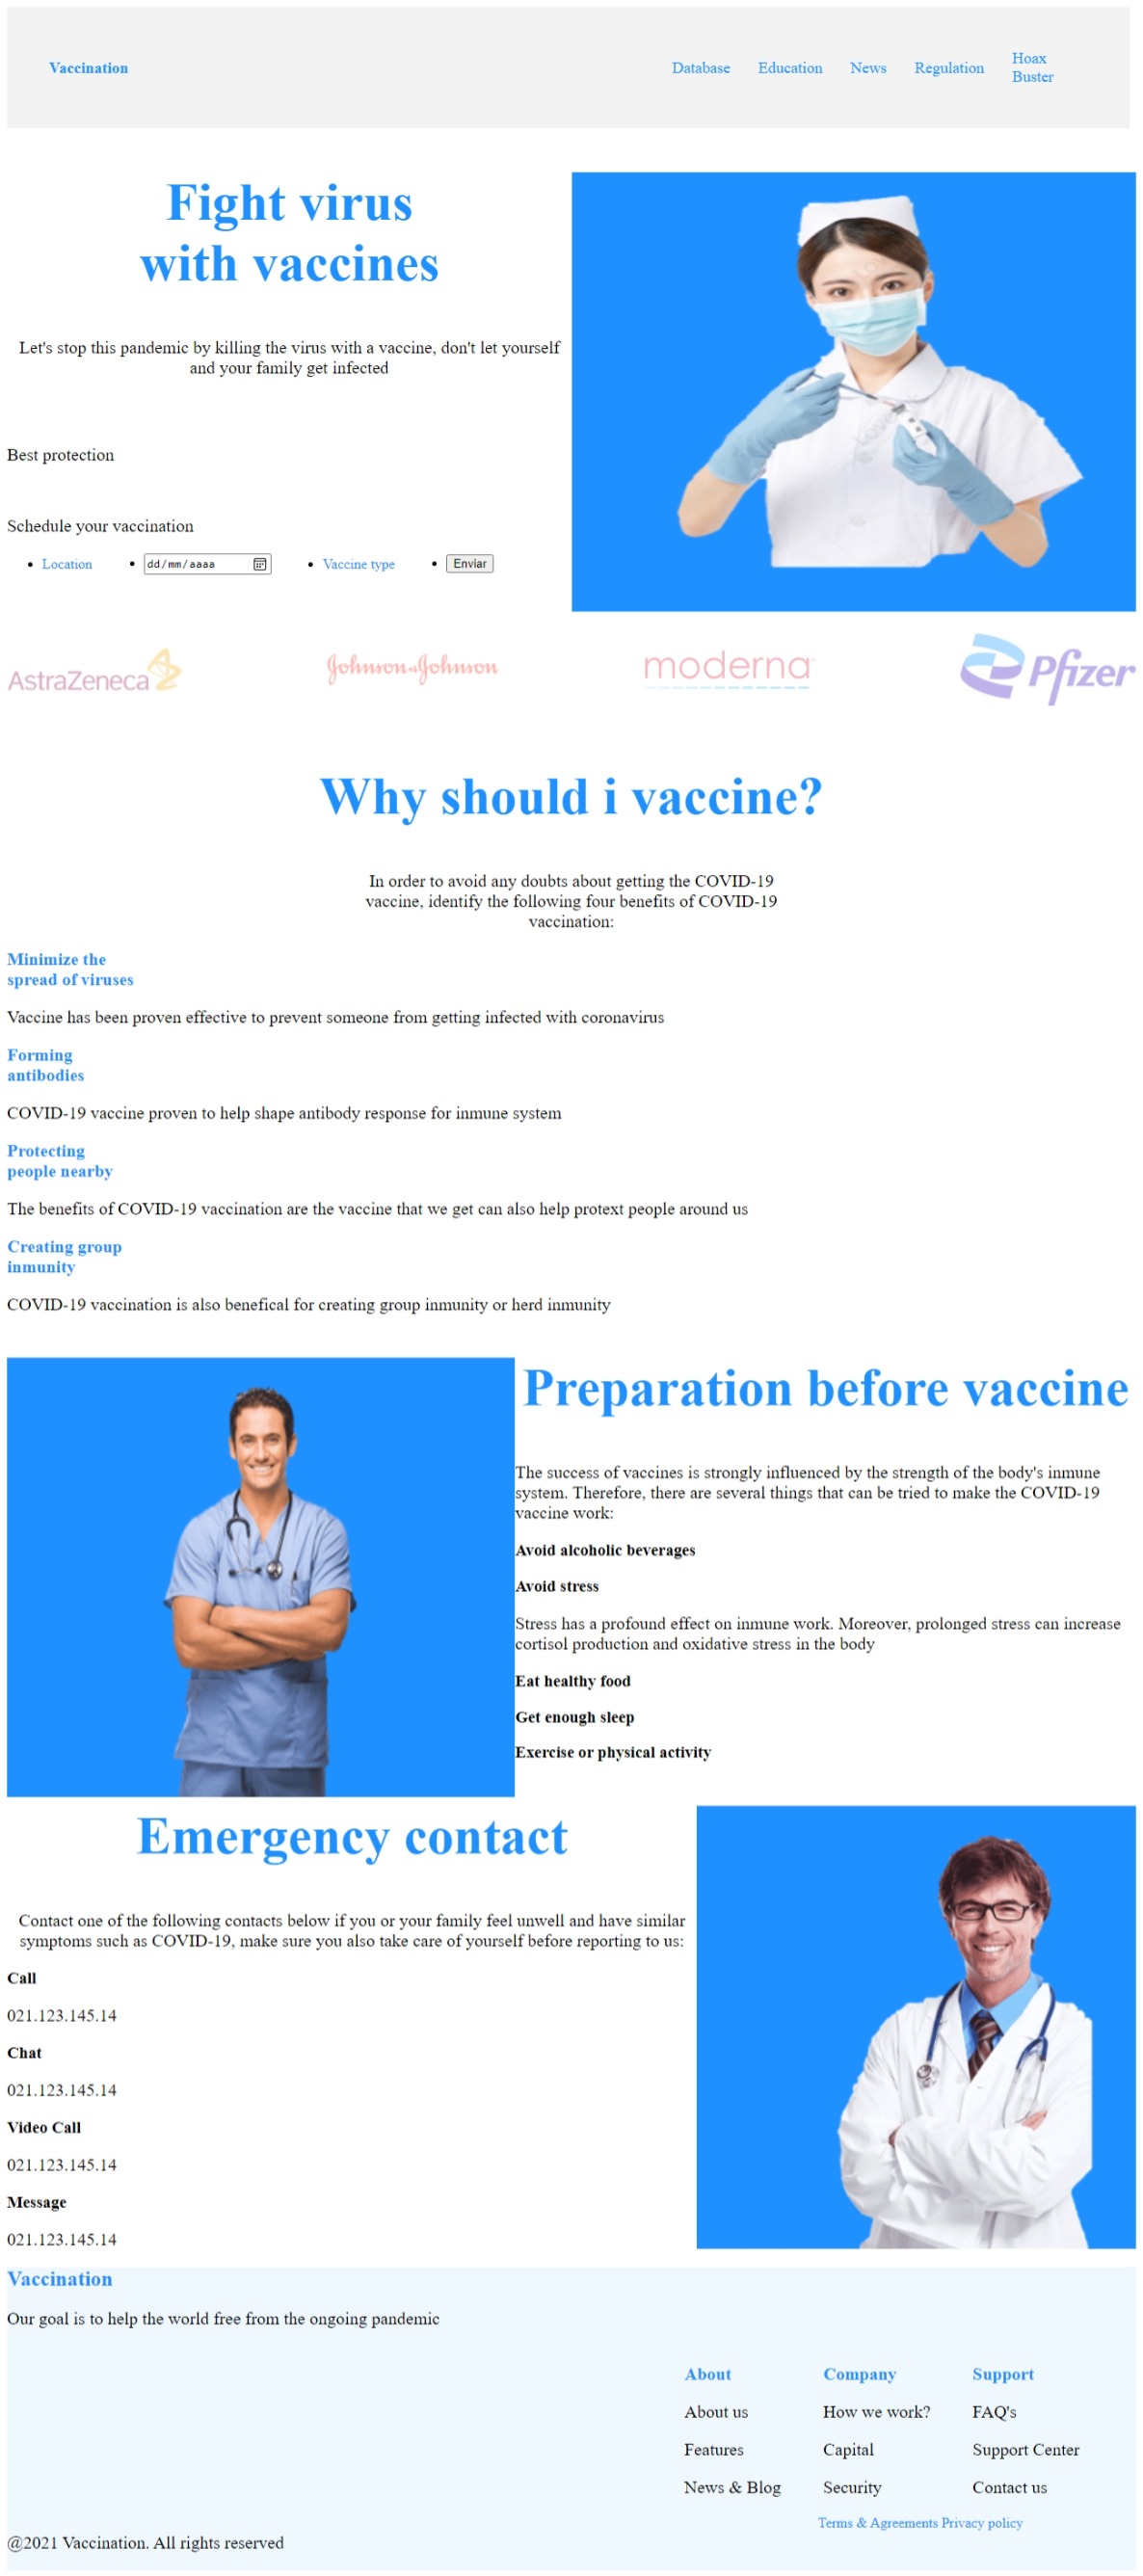 Vaccination
Database Education News Regulation Hoax
Buster
Fight virus
with vaccines
Let's stop this pandemic by killing the virus with a vaccine, don't let yourself
and your family get infected
Best protection
Schedule your vaccination
Location dd/mm/aaaa Vaccine type Enviar
AstraZeneca Johnson&Johnson moderna Pfizer
Why should i vaccine?
In order to avoid any doubts about getting the COVID-19
vaccine, identify the following four benefits of COVID-19
vaccination:
Minimize the
spread of viruses
Vaccine has been proven effective to prevent someone from getting infected with coronavirus
Forming
antibodies
COVID-19 vaccine proven to help shape antibody response for inmune system
Protecting
people nearby
The benefits of COVID-19 vaccination are the vaccine that we get can also help protext people around us
Creating group
inmunity
COVID-19 vaccination is also benefical for creating group inmunity or herd inmunity
Preparation before vaccine
The success of vaccines is strongly influenced by the strength of the body's inmune
system. Therefore, there are several things that can be tried to make the COVID-19
vaccine work:
Avoid alcoholic beverages
Avoid stress
Stress has a profound effect on inmune work. Moreover, prolonged stress can increase
cortisol production and oxidative stress in the body
Eat healthy food
Get enough sleep
Exercise or physical activity
Emergency contact
Contact one of the following contacts below if you or your family feel unwell and have similar
symptoms such as COVID-19, make sure you also take care of yourself before reporting to us:
Call
021.123.145.14
Chat
021.123.145.14
Video Call
021.123.145.14
Message
021.123.145.14
Vaccination
Our goal is to help the world free from the ongoing pandemic
About Company Support
About us How we work? FAQ's
Features Capital Support Center
News & Blog Security Contact us
Terms & Agreements Privacy policy
@2021 Vaccination. All rights reserved